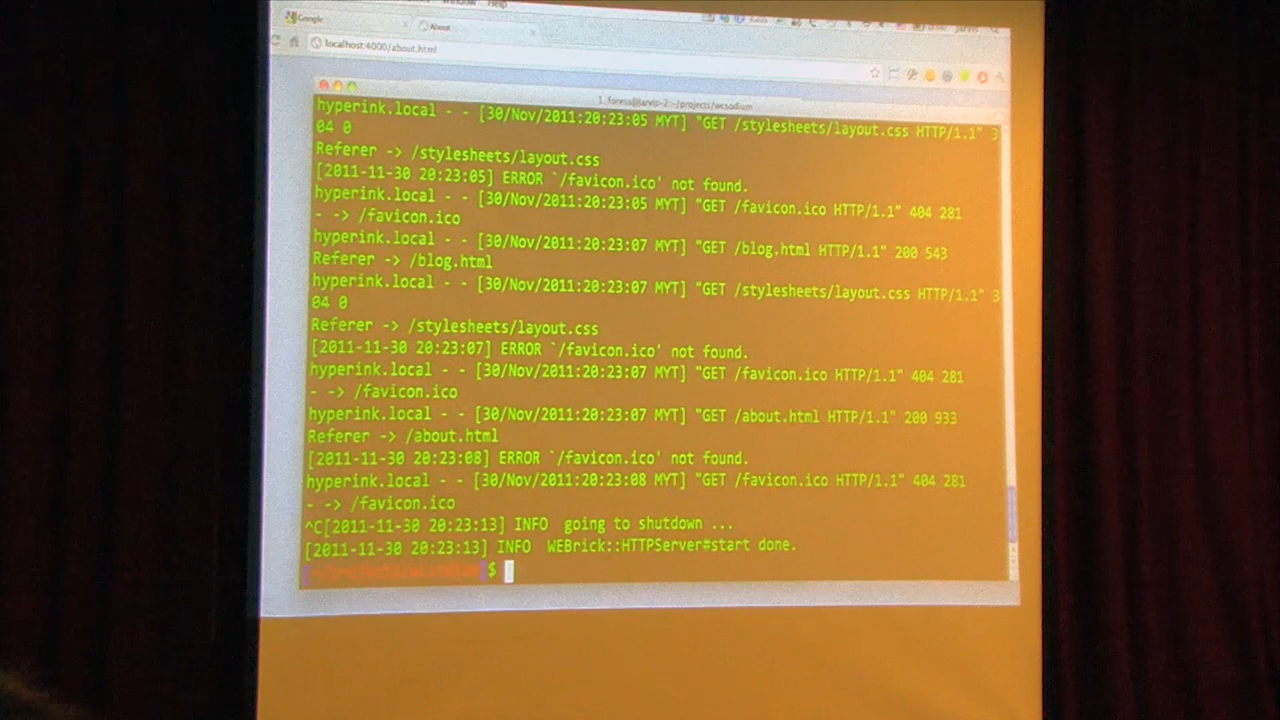 Window Help
Google
About
localhost:4000/about.html
hyperink.local - - [30/Nov/2011:20:23:05 MYT] "GET /stylesheets/layout.css HTTP/1.1" 3
04 0
Referer -> /stylesheets/layout.css
[2011-11-30 20:23:05] ERROR `/favicon.ico' not found.
hyperink.local - - [30/Nov/2011:20:23:05 MYT] "GET /favicon.ico HTTP/1.1" 404 281
- -> /favicon.ico
hyperink.local - - [30/Nov/2011:20:23:07 MYT] "GET /blog.html HTTP/1.1" 200 543
Referer -> /blog.html
hyperink.local - - [30/Nov/2011:20:23:07 MYT] "GET /stylesheets/layout.css HTTP/1.1" 3
04 0
Referer -> /stylesheets/layout.css
[2011-11-30 20:23:07] ERROR `/favicon.ico' not found.
hyperink.local - - [30/Nov/2011:20:23:07 MYT] "GET /favicon.ico HTTP/1.1" 404 281
- -> /favicon.ico
hyperink.local - - [30/Nov/2011:20:23:07 MYT] "GET /about.html HTTP/1.1" 200 933
Referer -> /about.html
[2011-11-30 20:23:08] ERROR `/favicon.ico' not found.
hyperink.local - - [30/Nov/2011:20:23:08 MYT] "GET /favicon.ico HTTP/1.1" 404 281
- -> /favicon.ico
^C[2011-11-30 20:23:13] INFO  going to shutdown ...
[2011-11-30 20:23:13] INFO  WEBrick::HTTPServer#start done.
$